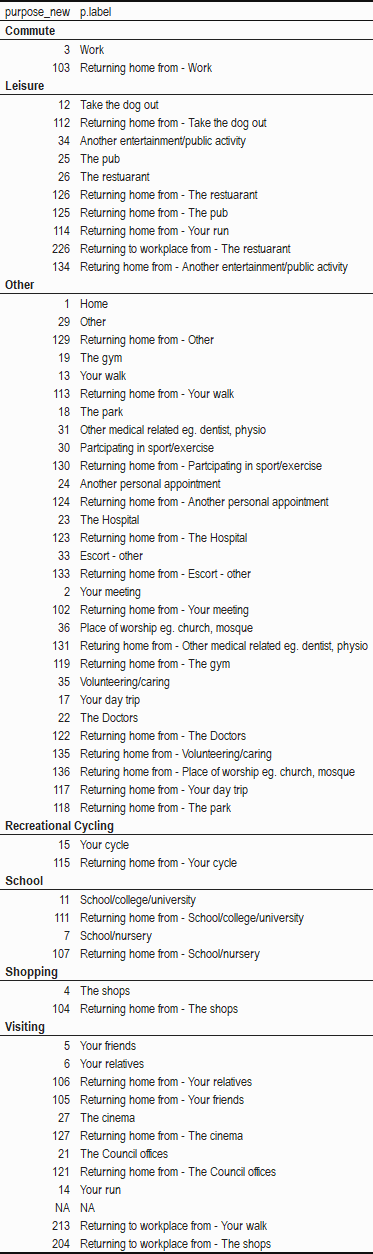 purpose_new p.label
Commute
3 Work
103 Returning home from - Work
Leisure
12 Take the dog out
112 Returning home from - Take the dog out
34 Another entertainment/public activity
25 The pub
26 The restuarant
126 Returning home from - The restuarant
125 Returning home from - The pub
114 Returning home from - Your run
226 Returning to workplace from - The restuarant
134 Returing home from - Another entertainment/public activity
Other
1 Home
29 Other
129 Returning home from - Other
19 The gym
13 Your walk
113 Returning home from - Your walk
18 The park
31 Other medical related eg. dentist, physio
30 Partcipating in sport/exercise
130 Returning home from - Partcipating in sport/exercise
24 Another personal appointment
124 Returning home from - Another personal appointment
23 The Hospital
123 Returning home from - The Hospital
33 Escort - other
133 Returning home from - Escort - other
2 Your meeting
102 Returning home from - Your meeting
36 Place of worship eg. church, mosque
131 Returing home from - Other medical related eg. dentist, physio
119 Returning home from - The gym
35 Volunteering/caring
17 Your day trip
22 The Doctors
122 Returning home from - The Doctors
135 Returing home from - Volunteering/caring
136 Returing home from - Place of worship eg. church, mosque
117 Returning home from - Your day trip
118 Returning home from - The park
Recreational Cycling
15 Your cycle
115 Returning home from - Your cycle
School
11 School/college/university
111 Returning home from - School/college/university
7 School/nursery
107 Returning home from - School/nursery
Shopping
4 The shops
104 Returning home from - The shops
Visiting
5 Your friends
6 Your relatives
106 Returning home from - Your relatives
105 Returning home from - Your friends
27 The cinema
127 Returning home from - The cinema
21 The Council offices
121 Returning home from - The Council offices
14 Your run
NA NA
213 Returning to workplace from - Your walk
204 Returning to workplace from - The shops